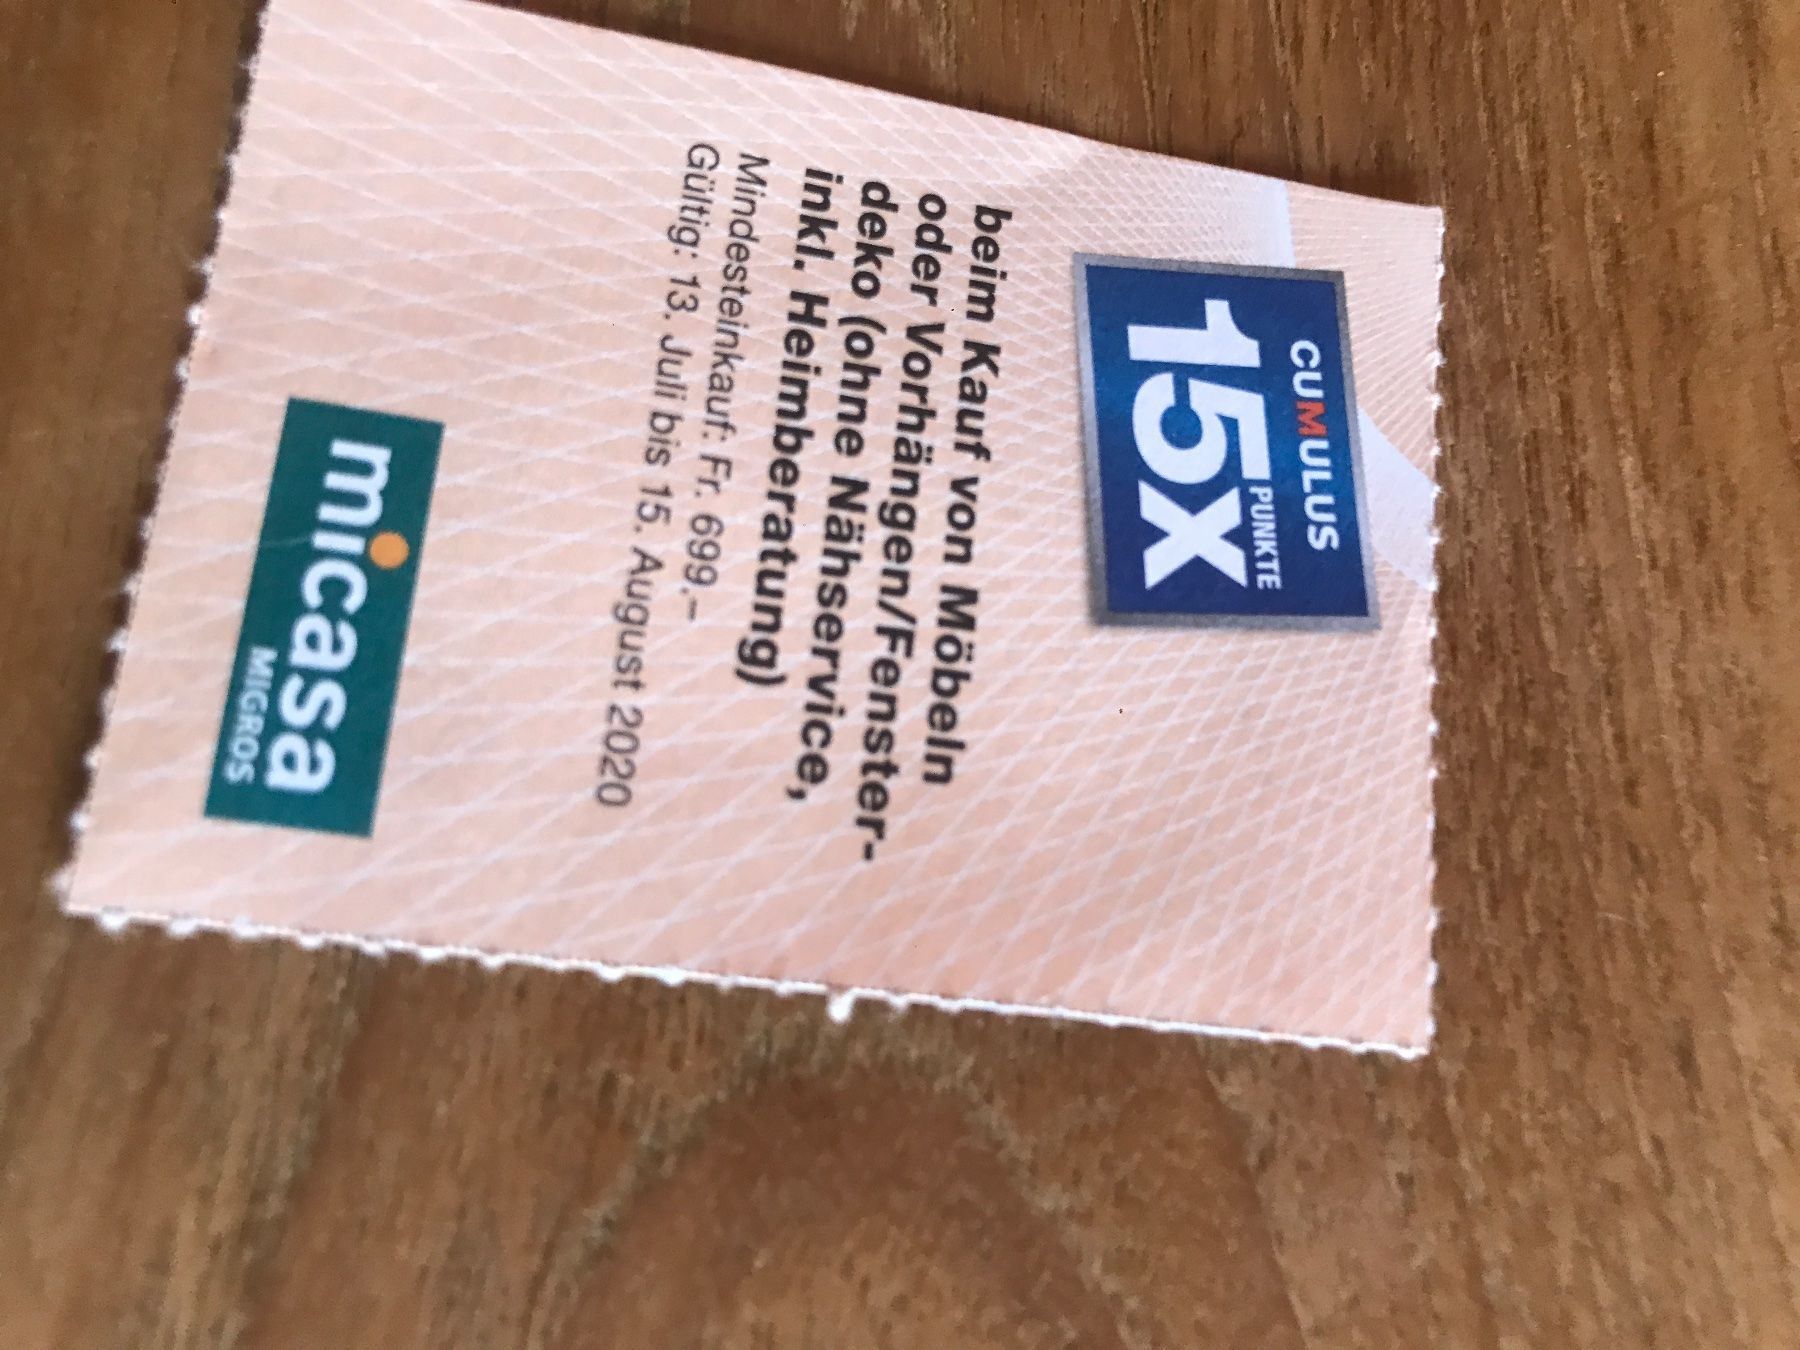 CUMULUS
15X PUNKTE
beim Kauf von Möbeln
oder Vorhängen/Fenster-
deko (ohne Nähservice,
inkl. Heimberatung)
Mindesteinkauf: Fr. 699.–
Gültig: 13. Juli bis 15. August 2020
micasa
MIGROS